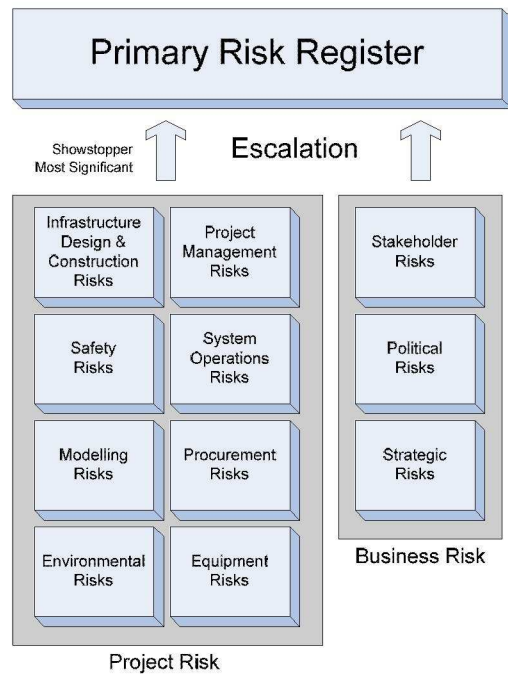 Primary Risk Register
Showstopper
Most Significant
Escalation
Infrastructure
Design &
Construction
Risks
Project
Management
Risks
Safety
Risks
System
Operations
Risks
Modelling
Risks
Procurement
Risks
Environmental
Risks
Equipment
Risks
Project Risk
Stakeholder
Risks
Political
Risks
Strategic
Risks
Business Risk